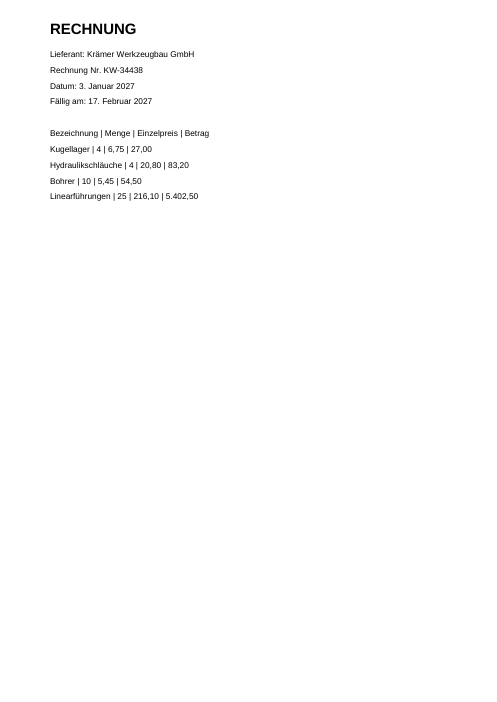 RECHNUNG
Lieferant: Krämer Werkzeugbau GmbH
Rechnung Nr. KW-34438
Datum: 3. Januar 2027
Fällig am: 17. Februar 2027
Bezeichnung | Menge | Einzelpreis | Betrag
Kugellager | 4 | 6,75 | 27,00
Hydraulikschläuche | 4 | 20,80 | 83,20
Bohrer | 10 | 5,45 | 54,50
Linearführungen | 25 | 216,10 | 5.402,50